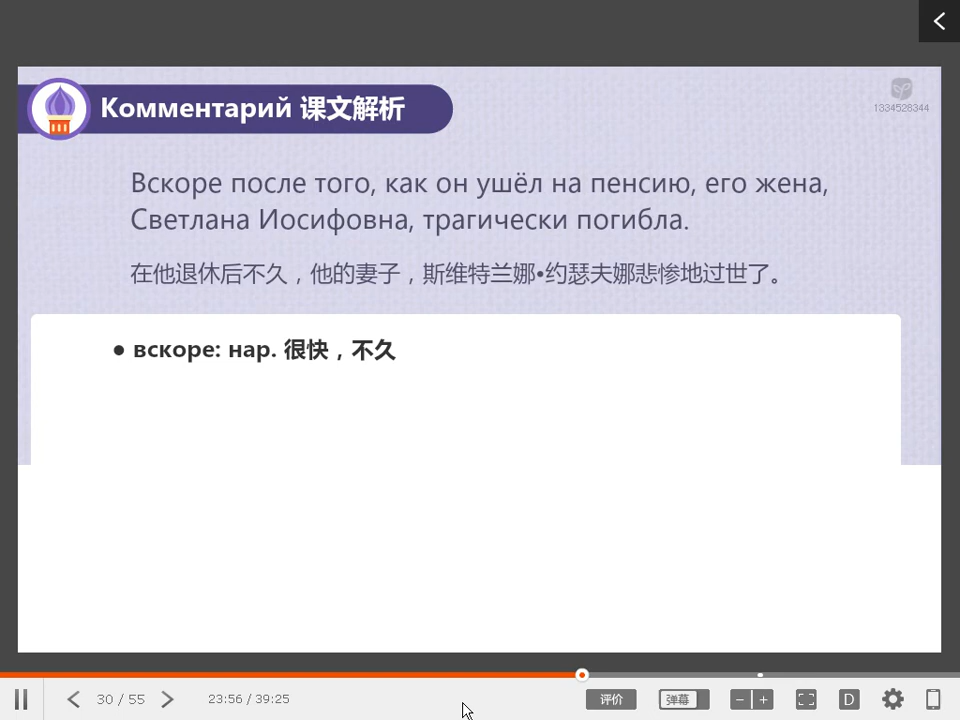 Комментарий 课文解析
1334528344
Вскоре после того, как он ушёл на пенсию, его жена,
Светлана Иосифовна, трагически погибла.
在他退休后不久，他的妻子，斯维特兰娜•约瑟夫娜悲惨地过世了。
● вскоре: нар. 很快，不久
30 / 55
23:56 / 39:25
评价
弹幕
D